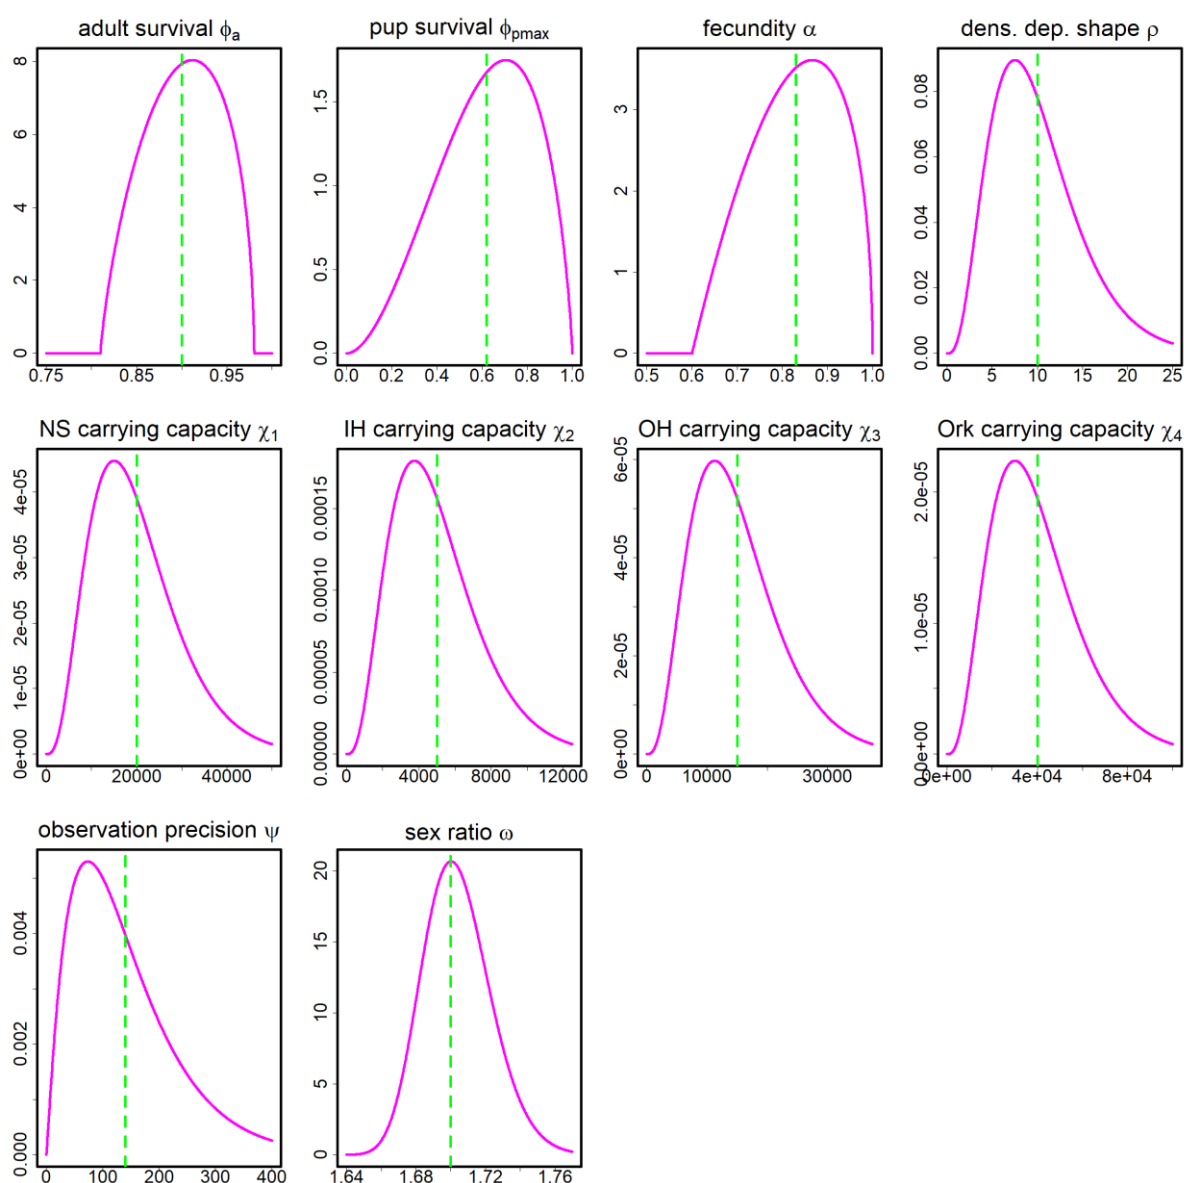 adult survival ϕa
pup survival ϕpmax
fecundity α
dens. dep. shape ρ
0 2 4 6 8
0.75 0.85 0.95
0.0 0.5 1.0 1.5
0.0 0.2 0.4 0.6 0.8 1.0
0 1 2 3
0.5 0.6 0.7 0.8 0.9 1.0
0.00 0.02 0.04 0.06 0.08
0 5 10 15 20 25
NS carrying capacity χ1
IH carrying capacity χ2
OH carrying capacity χ3
Ork carrying capacity χ4
0e+00 1e-05 2e-05 3e-05 4e-05
0 20000 40000
0.00000 0.00005 0.00010 0.00015
0 4000 8000 12000
0e+00 2e-05 4e-05 6e-05
0 10000 30000
0.0e+00 1.0e-05 2.0e-05
0e+00 4e+04 8e+04
observation precision ψ
sex ratio ω
0.000 0.002 0.004
0 100 200 300 400
0 5 10 15 20
1.64 1.68 1.72 1.76